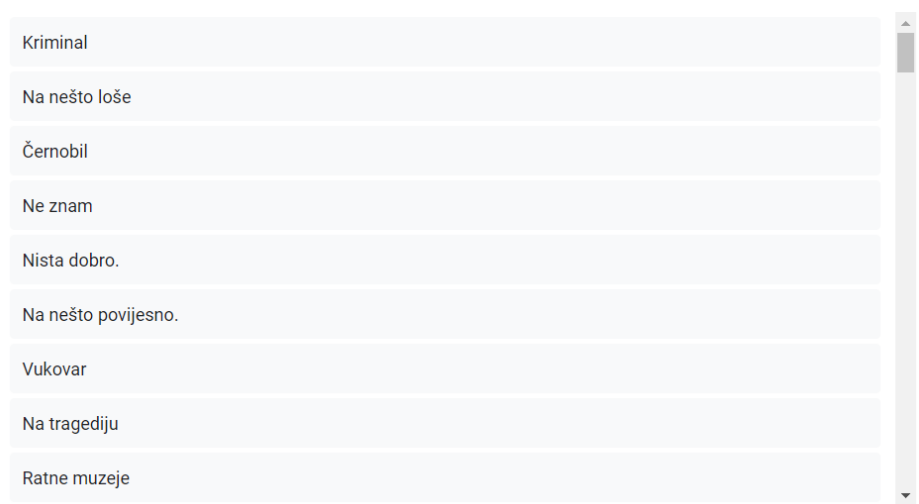 Kriminal
Na nešto loše
Černobil
Ne znam
Nista dobro.
Na nešto povijesno.
Vukovar
Na tragediju
Ratne muzeje